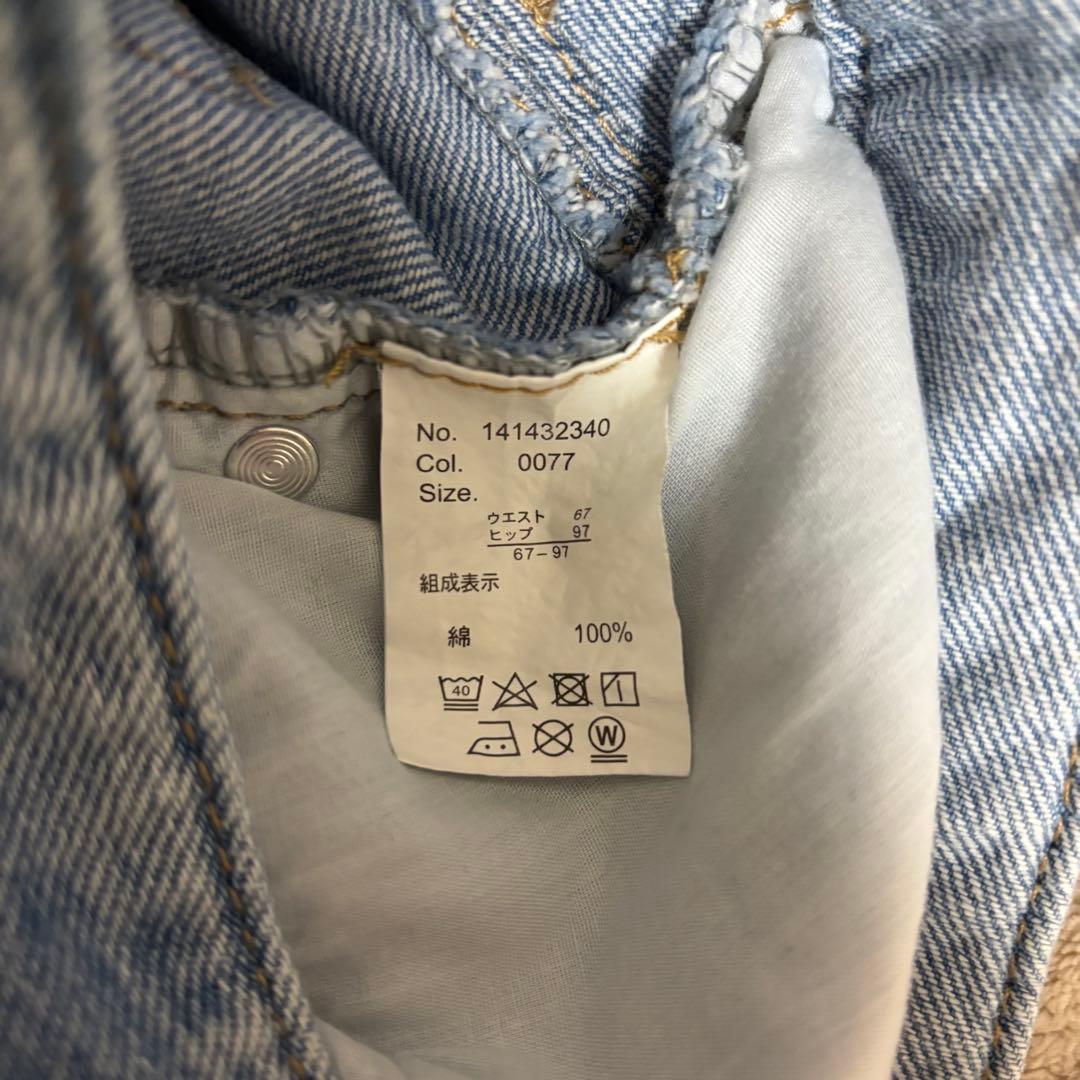 No. 141432340
Col. 0077
Size.
ウエスト 67
ヒップ 97
67-97
組成表示
綿 100%
40
W